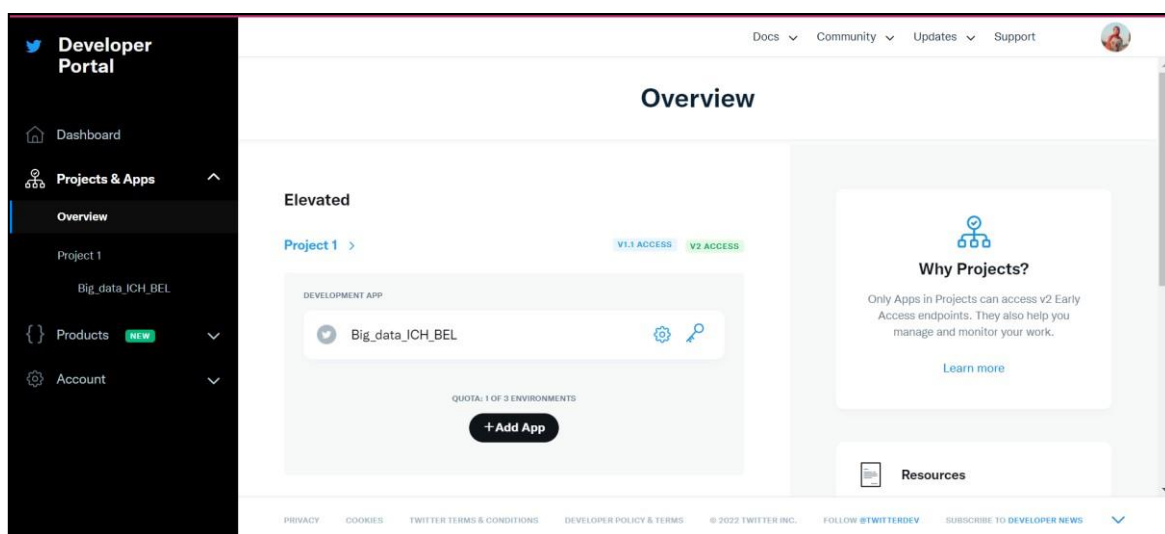 Developer
Portal
Docs Community Updates Support
Overview
Dashboard
Projects & Apps
Overview
Project 1
Big_data_ICH_BEL
Products NEW
Account
Elevated
Project 1 >
V1.1 ACCESS V2 ACCESS
DEVELOPMENT APP
Big_data_ICH_BEL
QUOTA: 1 OF 3 ENVIRONMENTS
+Add App
Why Projects?
Only Apps in Projects can access v2 Early
Access endpoints. They also help you
manage and monitor your work.
Learn more
Resources
PRIVACY COOKIES TWITTER TERMS & CONDITIONS DEVELOPER POLICY & TERMS © 2022 TWITTER INC. FOLLOW @TWITTERDEV SUBSCRIBE TO DEVELOPER NEWS